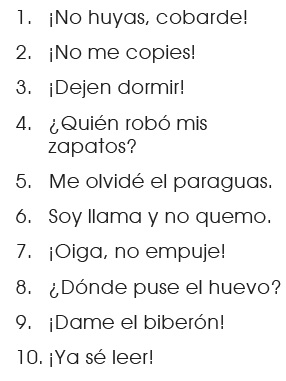 1. ¡No huyas, cobarde!
2. ¡No me copies!
3. ¡Dejen dormir!
4. ¿Quién robó mis
zapatos?
5. Me olvidé el paraguas.
6. Soy llama y no quemo.
7. ¡Oiga, no empuje!
8. ¿Dónde puse el huevo?
9. ¡Dame el biberón!
10. ¡Ya sé leer!